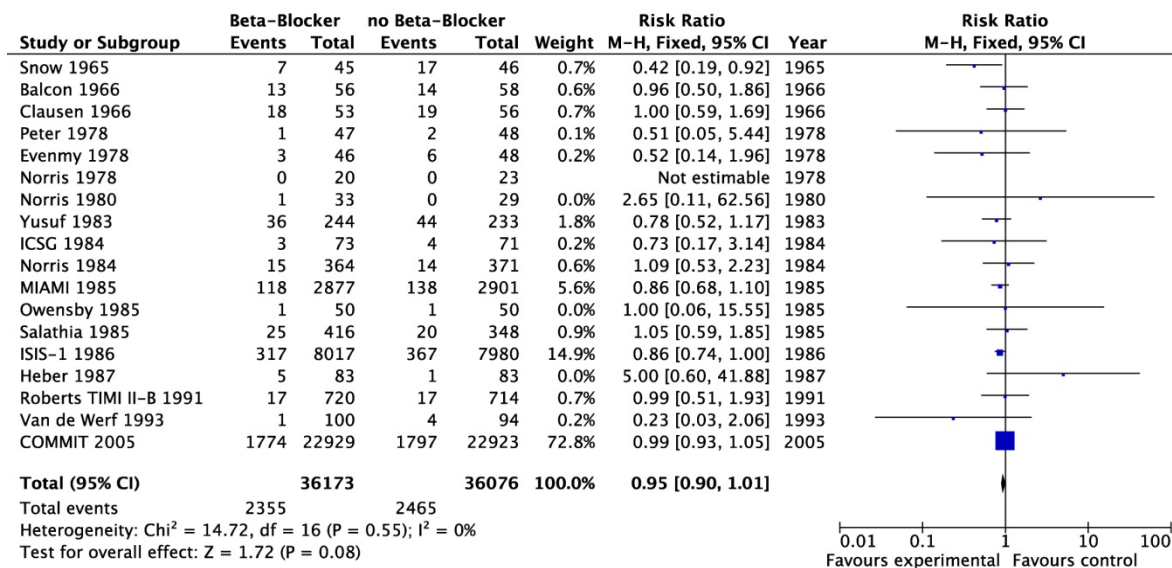 Beta-Blocker no Beta-Blocker Risk Ratio Risk Ratio
Study or Subgroup Events Total Events Total Weight M-H, Fixed, 95% CI Year M-H, Fixed, 95% CI
Snow 1965 7 45 17 46 0.7% 0.42 [0.19, 0.92] 1965
Balcon 1966 13 56 14 58 0.6% 0.96 [0.50, 1.86] 1966
Clausen 1966 18 53 19 56 0.7% 1.00 [0.59, 1.69] 1966
Peter 1978 1 47 2 48 0.1% 0.51 [0.05, 5.44] 1978
Evenmy 1978 3 46 6 48 0.2% 0.52 [0.14, 1.96] 1978
Norris 1978 0 20 0 23 Not estimable 1978
Norris 1980 1 33 0 29 0.0% 2.65 [0.11, 62.56] 1980
Yusuf 1983 36 244 44 233 1.8% 0.78 [0.52, 1.17] 1983
ICSG 1984 3 73 4 71 0.2% 0.73 [0.17, 3.14] 1984
Norris 1984 15 364 14 371 0.6% 1.09 [0.53, 2.23] 1984
MIAMI 1985 118 2877 138 2901 5.6% 0.86 [0.68, 1.10] 1985
Owensby 1985 1 50 1 50 0.0% 1.00 [0.06, 15.55] 1985
Salathia 1985 25 416 20 348 0.9% 1.05 [0.59, 1.85] 1985
ISIS-1 1986 317 8017 367 7980 14.9% 0.86 [0.74, 1.00] 1986
Heber 1987 5 83 1 83 0.0% 5.00 [0.60, 41.88] 1987
Roberts TIMI II-B 1991 17 720 17 714 0.7% 0.99 [0.51, 1.93] 1991
Van de Werf 1993 1 100 4 94 0.2% 0.23 [0.03, 2.06] 1993
COMMIT 2005 1774 22929 1797 22923 72.8% 0.99 [0.93, 1.05] 2005
Total (95% CI) 36173 36076 100.0% 0.95 [0.90, 1.01]
Total events 2355 2465
Heterogeneity: Chi² = 14.72, df = 16 (P = 0.55); I² = 0%
Test for overall effect: Z = 1.72 (P = 0.08)
0.01 0.1 1 10 100
Favours experimental Favours control